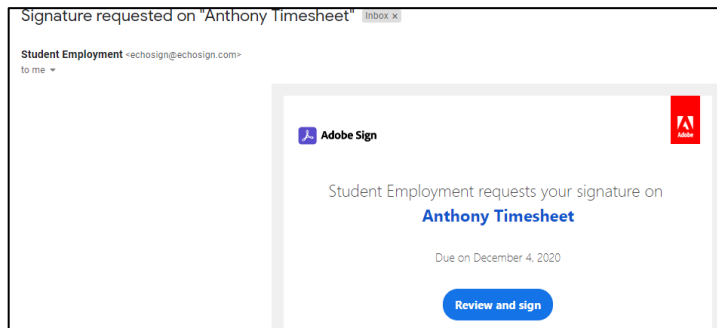 Signature requested on "Anthony Timesheet" Inbox x
Student Employment <echosign@echosign.com>
to me
Adobe Sign
Adobe
Student Employment requests your signature on
Anthony Timesheet
Due on December 4, 2020
Review and sign